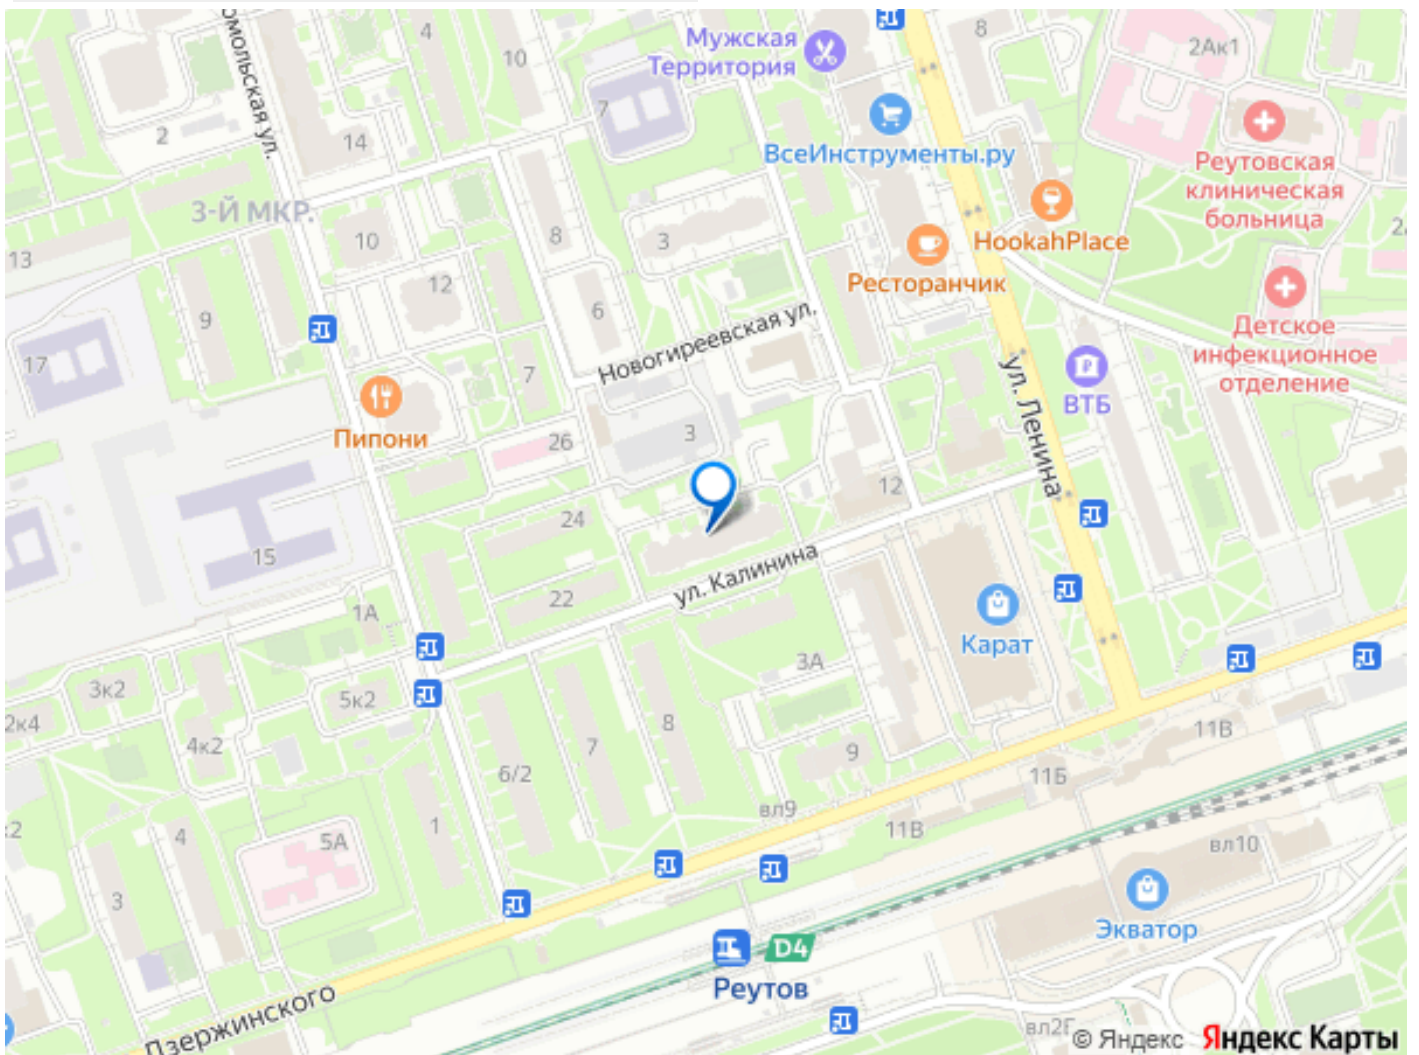 4
8
2Ак1
10
Мужская
Территория
7
2
14
омольская ул.
ВсеИнструменты.ру
Реутовская
клиническая
больница
3-Й МКР.
10
8
3
HookahPlace
13
12
Ресторанчик
9
6
Новогиреевская ул.
Детское
инфекционное
отделение
17
7
ул. Ленина
ВТБ
Пипони
26
3
12
24
15
ул. Калинина
22
1А
Карат
3А
3к2
5к2
2к4
4к2
8
7
9
11В
6/2
11Б
вл9
11В
1
4
5А
вл10
3
Экватор
D4
Реутов
Дзержинского
вл2Г
© Яндекс Яндекс Карты